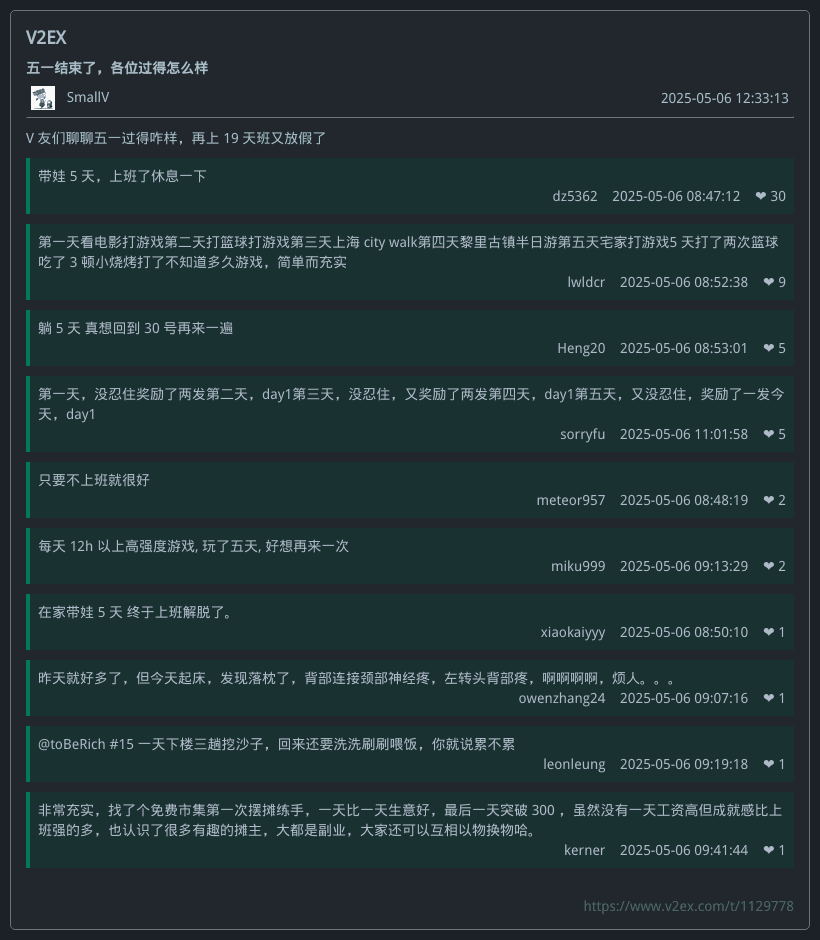 V2EX
五一结束了，各位过得怎么样
SmallV 2025-05-06 12:33:13
V 友们聊聊五一过得咋样，再上 19 天班又放假了
带娃 5 天，上班了休息一下
dz5362 2025-05-06 08:47:12 ❤ 30
第一天看电影打游戏第二天打篮球打游戏第三天上海 city walk第四天黎里古镇半日游第五天宅家打游戏5 天打了两次篮球
吃了 3 顿小烧烤打了不知道多久游戏，简单而充实
lwldcr 2025-05-06 08:52:38 ❤ 9
躺 5 天 真想回到 30 号再来一遍
Heng20 2025-05-06 08:53:01 ❤ 5
第一天，没忍住奖励了两发第二天，day1第三天，没忍住，又奖励了两发第四天，day1第五天，又没忍住，奖励了一发今
天，day1
sorryfu 2025-05-06 11:01:58 ❤ 5
只要不上班就很好
meteor957 2025-05-06 08:48:19 ❤ 2
每天 12h 以上高强度游戏, 玩了五天, 好想再来一次
miku999 2025-05-06 09:13:29 ❤ 2
在家带娃 5 天 终于上班解脱了。
xiaokaiyyy 2025-05-06 08:50:10 ❤ 1
昨天就好多了，但今天起床，发现落枕了，背部连接颈部神经疼，左转头背部疼，啊啊啊啊，烦人。。。
owenzhang24 2025-05-06 09:07:16 ❤ 1
@toBeRich #15 一天下楼三趟挖沙子，回来还要洗洗刷刷喂饭，你就说累不累
leonleung 2025-05-06 09:19:18 ❤ 1
非常充实，找了个免费市集第一次摆摊练手，一天比一天生意好，最后一天突破 300 ，虽然没有一天工资高但成就感比上
班强的多，也认识了很多有趣的摊主，大都是副业，大家还可以互相以物换物哈。
kerner 2025-05-06 09:41:44 ❤ 1
https://www.v2ex.com/t/1129778